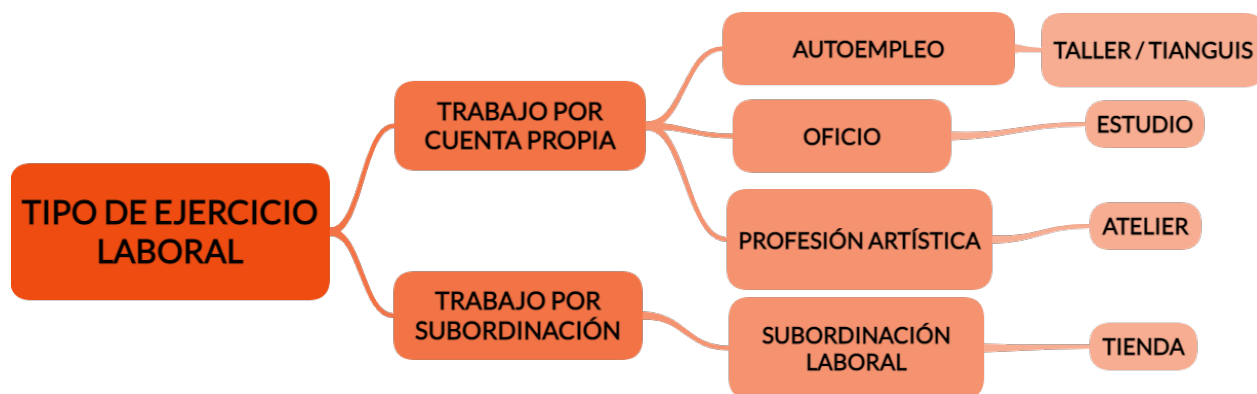 TIPO DE EJERCICIO
LABORAL
TRABAJO POR
CUENTA PROPIA
AUTOEMPLEO
TALLER / TIANGUIS
OFICIO
ESTUDIO
PROFESIÓN ARTÍSTICA
ATELIER
TRABAJO POR
SUBORDINACIÓN
SUBORDINACIÓN
LABORAL
TIENDA